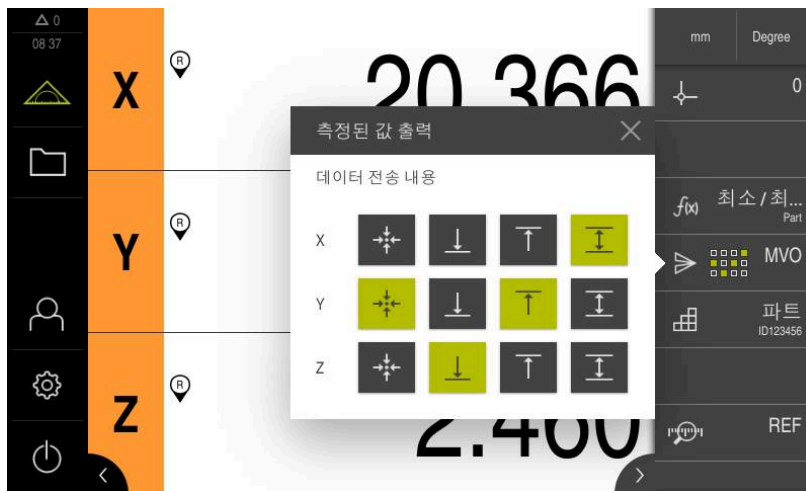 0
08 37
X
R
20.366
mm
Degree
0
측정된 값 출력
데이터 전송 내용
X
Y
Z
Y
R
Z
R
2.460
f(x)
최소 / 최...
Part
MVO
파트
ID123456
REF